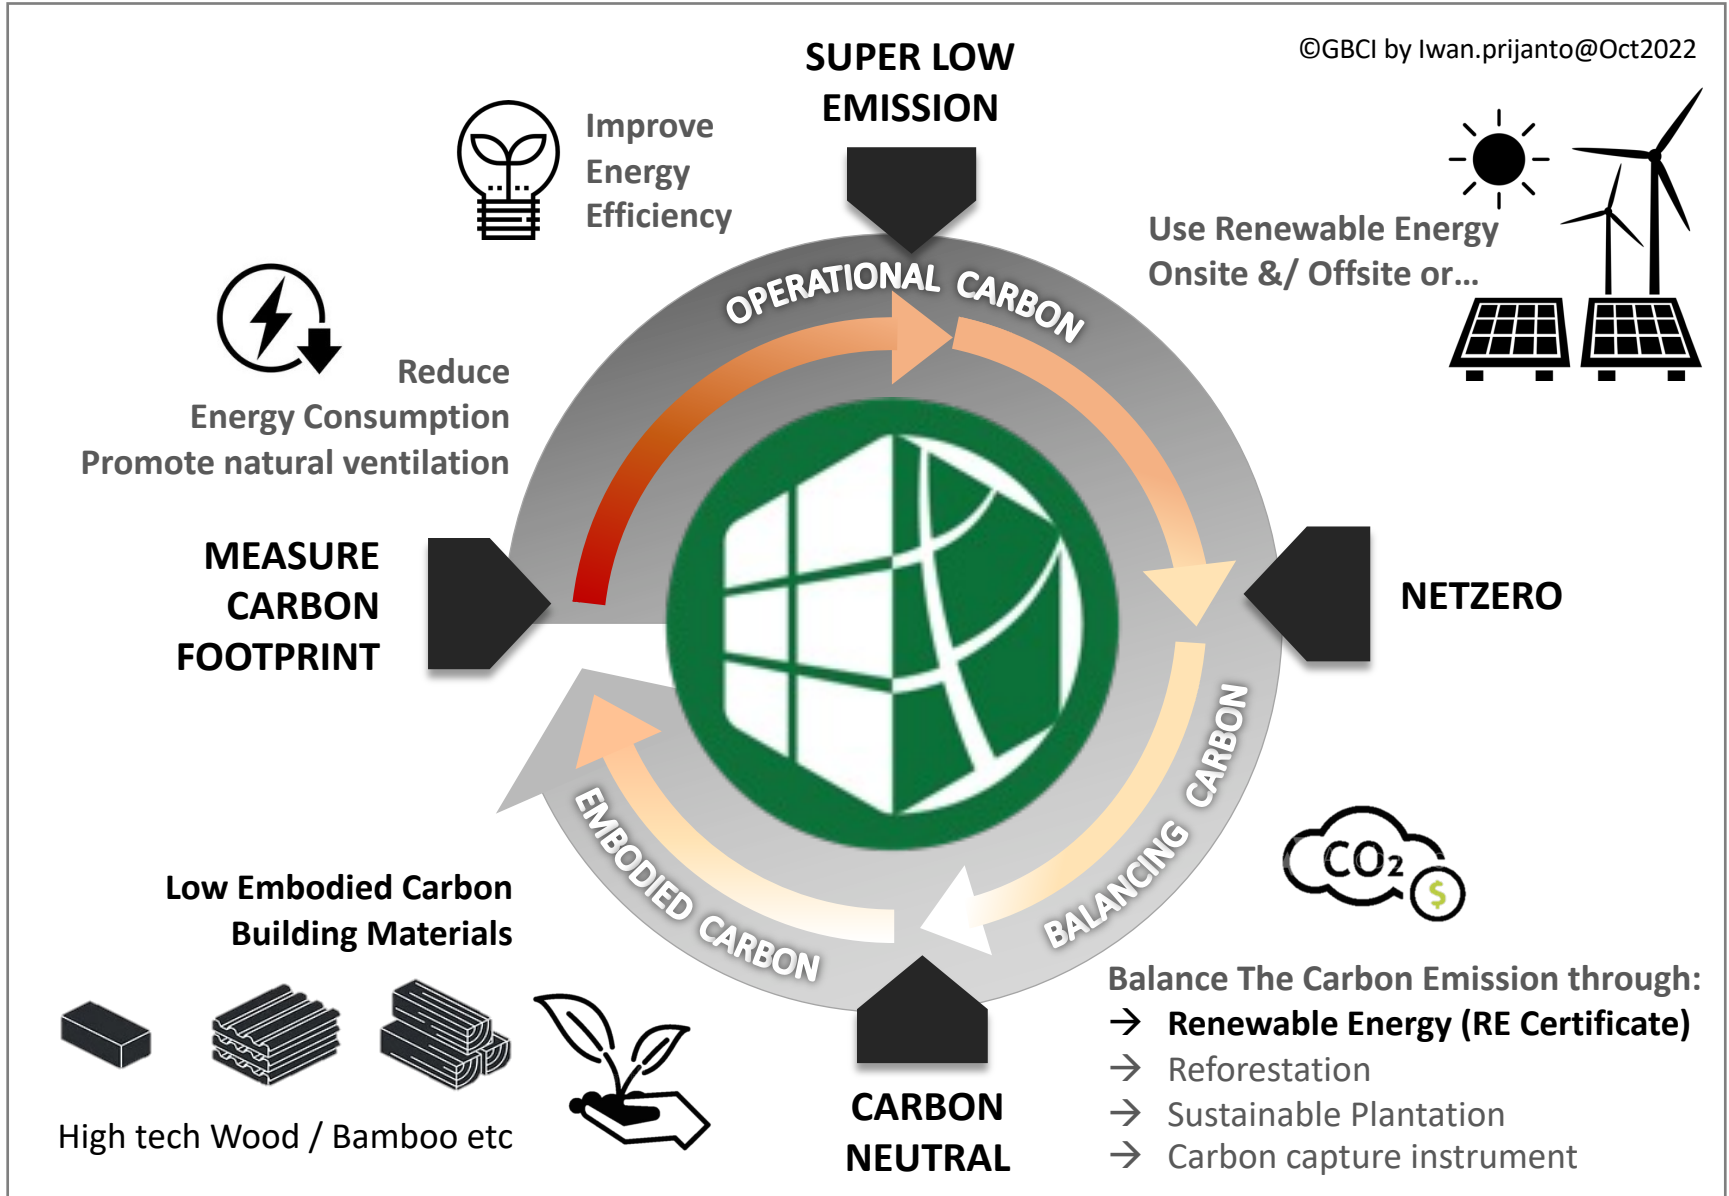 ©GBCI by Iwan.prijanto@Oct2022
SUPER LOW
EMISSION
Improve
Energy
Efficiency
Use Renewable Energy
Onsite &/ Offsite or…
OPERATIONAL CARBON
Reduce
Energy Consumption
Promote natural ventilation
MEASURE
CARBON
FOOTPRINT
NETZERO
BALANCING CARBON
EMBODIED CARBON
CO2
$
Low Embodied Carbon
Building Materials
High tech Wood / Bamboo etc
CARBON
NEUTRAL
Balance The Carbon Emission through:
→ Renewable Energy (RE Certificate)
→ Reforestation
→ Sustainable Plantation
→ Carbon capture instrument